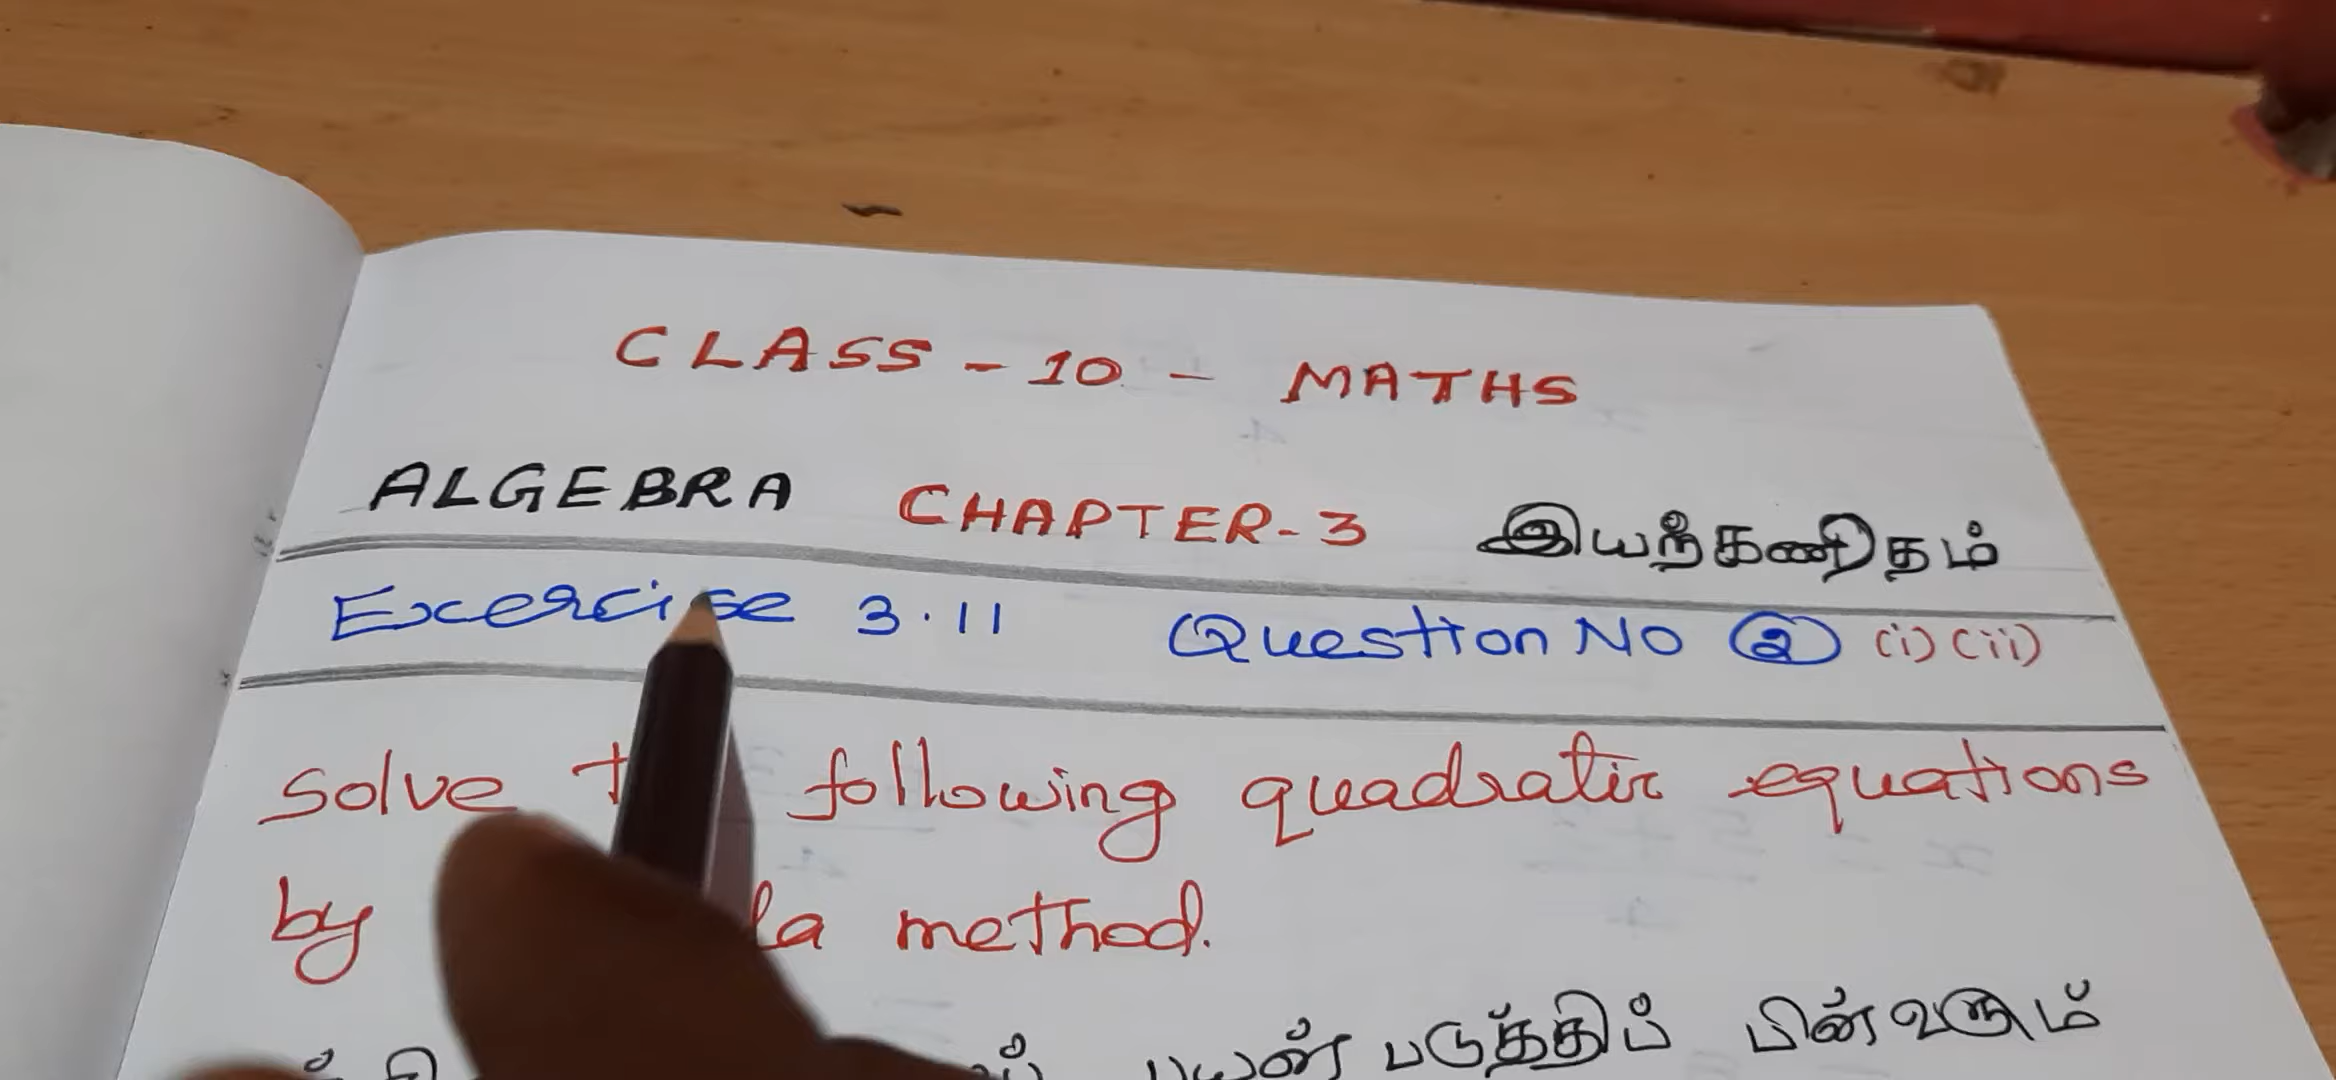 CLASS - 10 - MATHS
ALGEBRA CHAPTER-3 இயற்கணிதம்
Exercise 3.11 Question No 2 (i) (ii)
Solve following quadratic equations
by method.
படுத்திப் பின்வரும்